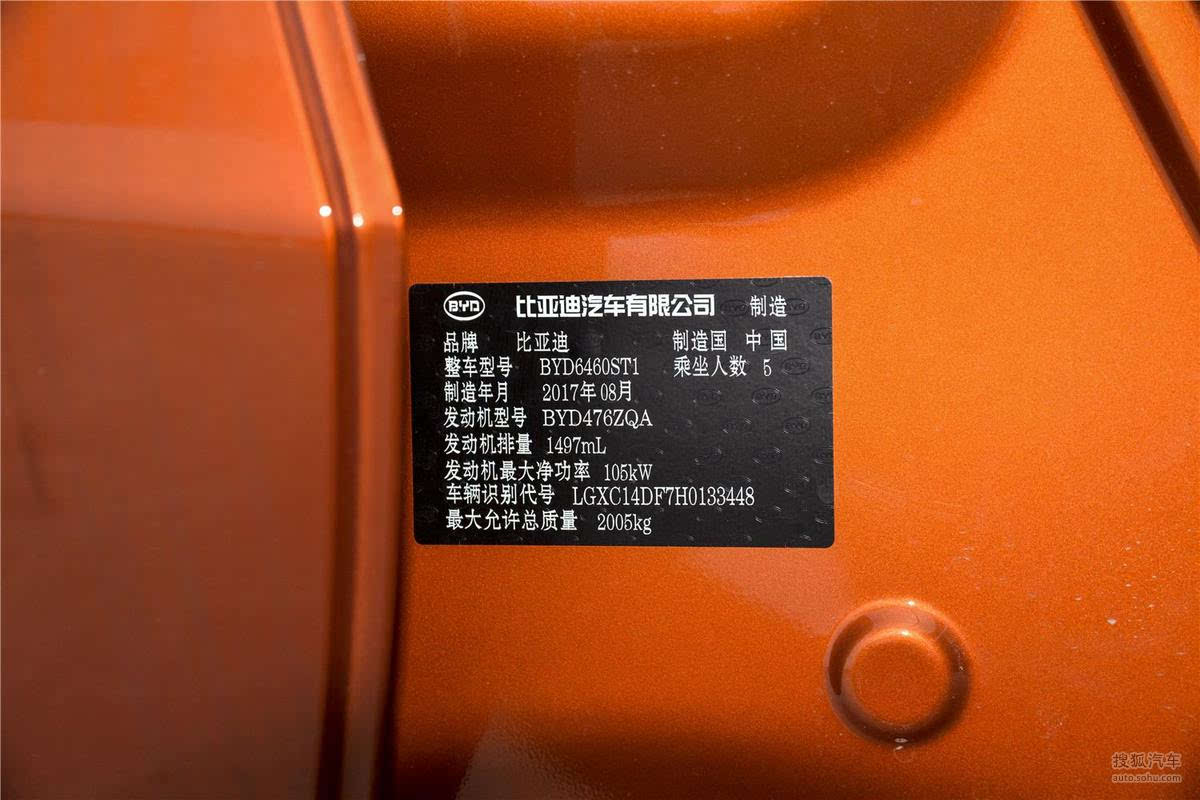 BYD 比亚迪汽车有限公司 制造
品牌 比亚迪 制造国 中国
整车型号 BYD6460ST1 乘坐人数 5
制造年月 2017年08月
发动机型号 BYD476ZQA
发动机排量 1497mL
发动机最大净功率 105kW
车辆识别代号 LGXC14DF7H0133448
最大允许总质量 2005kg
搜狐汽车
auto.sohu.com